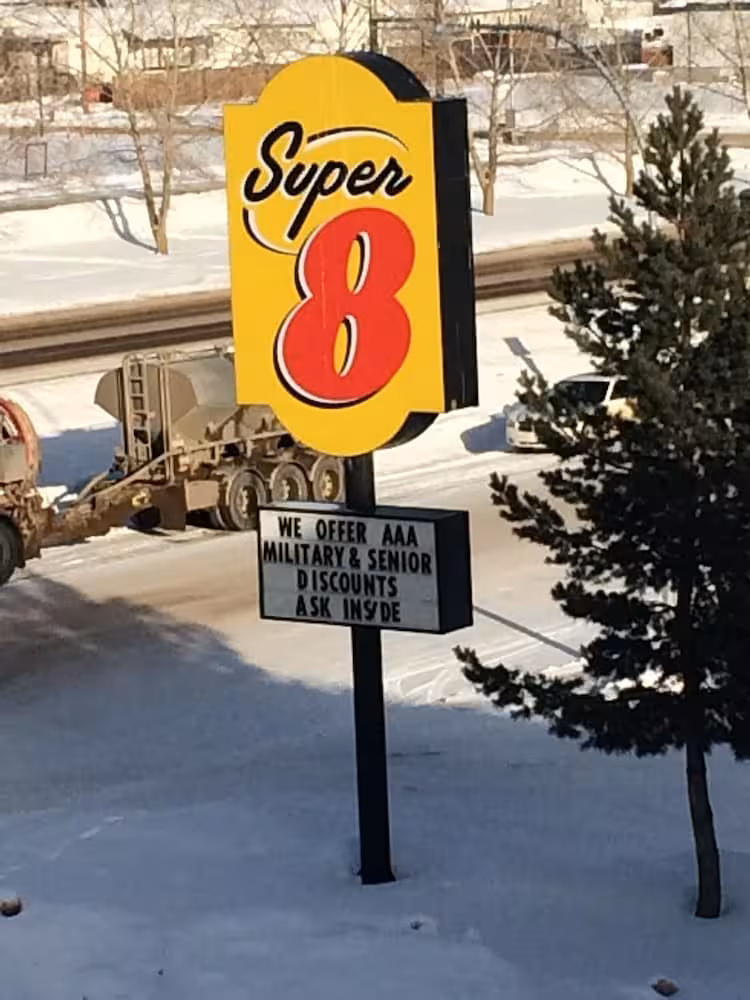 Super
8
WE OFFER AAA
MILITARY & SENIOR
DISCOUNTS
ASK INSIDE